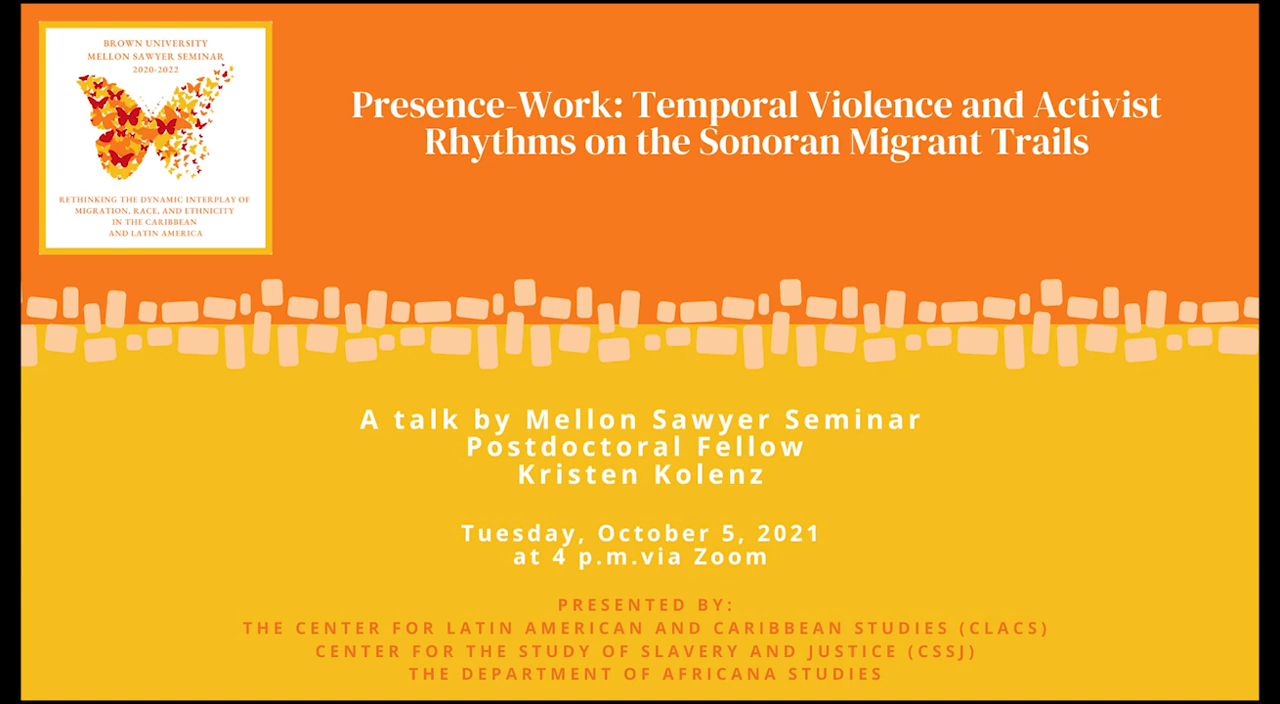 BROWN UNIVERSITY
MELLON SAWYER SEMINAR
2020-2022
RETHINKING THE DYNAMIC INTERPLAY OF
MIGRATION, RACE, AND ETHNICITY
IN THE CARIBBEAN
AND LATIN AMERICA
Presence-Work: Temporal Violence and Activist
Rhythms on the Sonoran Migrant Trails
A talk by Mellon Sawyer Seminar
Postdoctoral Fellow
Kristen Kolenz
Tuesday, October 5, 2021
at 4 p.m.via Zoom
PRESENTED BY:
THE CENTER FOR LATIN AMERICAN AND CARIBBEAN STUDIES (CLACS)
CENTER FOR THE STUDY OF SLAVERY AND JUSTICE (CSSJ)
THE DEPARTMENT OF AFRICANA STUDIES